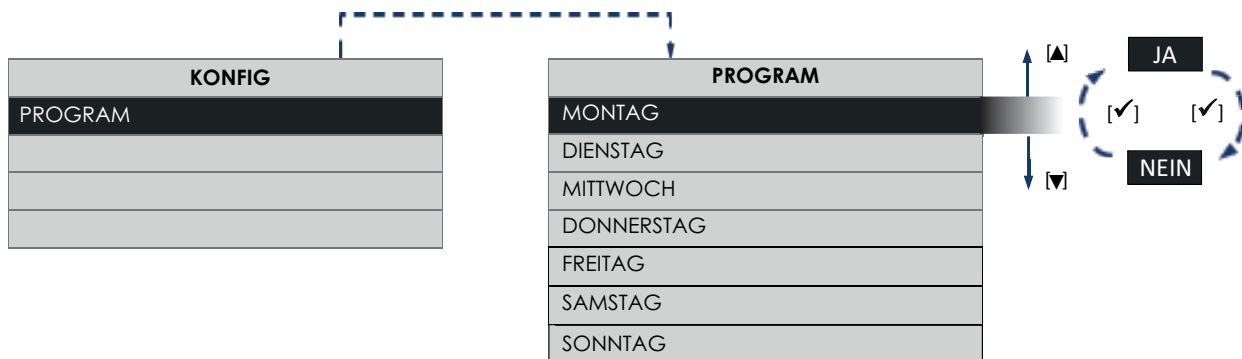 KONFIG
PROGRAM
PROGRAM
MONTAG
DIENSTAG
MITTWOCH
DONNERSTAG
FREITAG
SAMSTAG
SONNTAG
[▲]
[▼]
JA
[✓] [✓]
NEIN